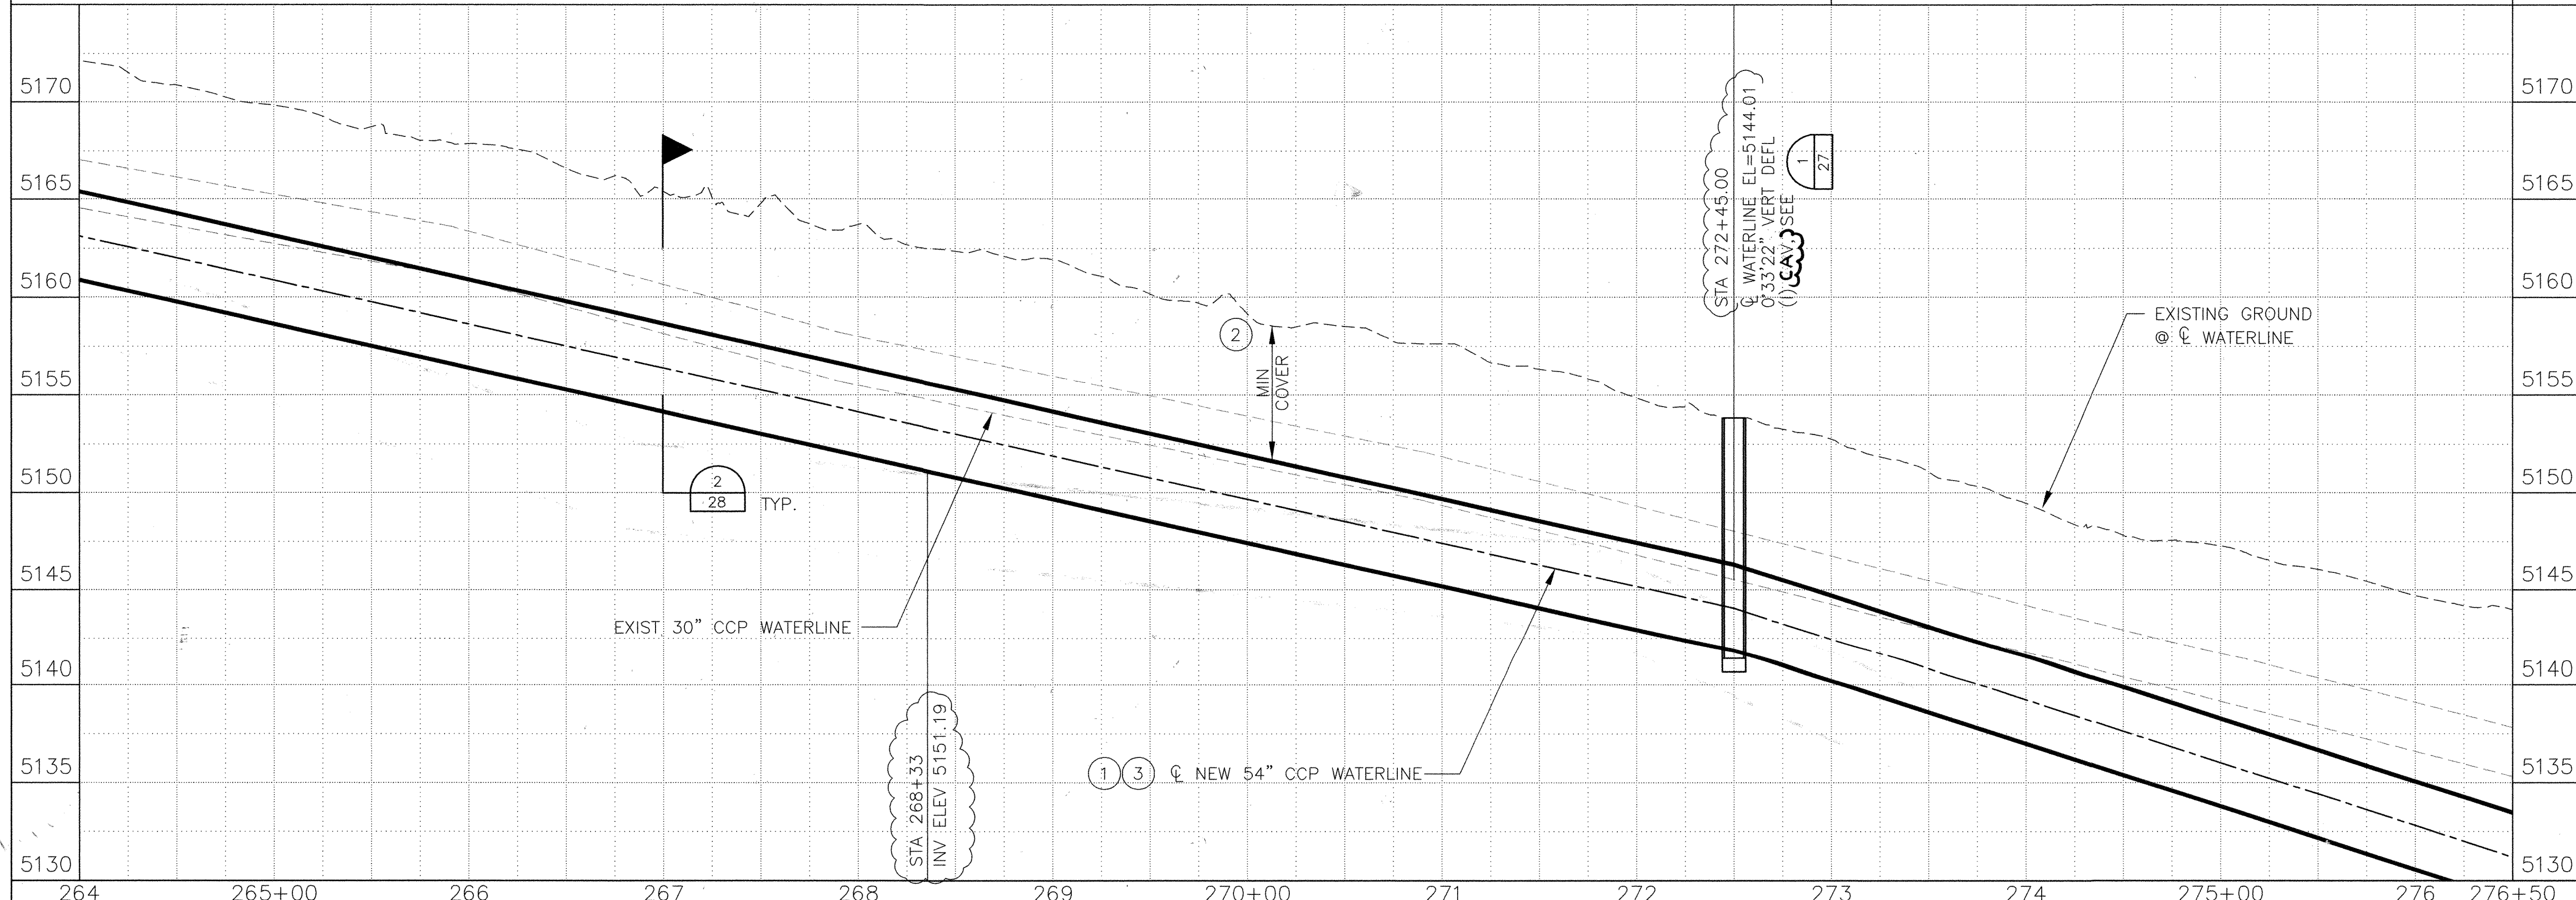 5170
5165
5160
5155
5150
5145
5140
5135
5130
5170
5165
5160
5155
5150
5145
5140
5135
5130
STA 272+45.00
℄ WATERLINE EL=5144.01
0°33'22" VERT DEFL
(1) CAV, SEE
1
27
EXISTING GROUND
@ ℄ WATERLINE
2
MIN
COVER
2
28
TYP.
EXIST 30" CCP WATERLINE
STA 268+33
INV ELEV 5151.19
1 3 ℄ NEW 54" CCP WATERLINE
264 265+00 266 267 268 269 270+00 271 272 273 274 275+00 276 276+50